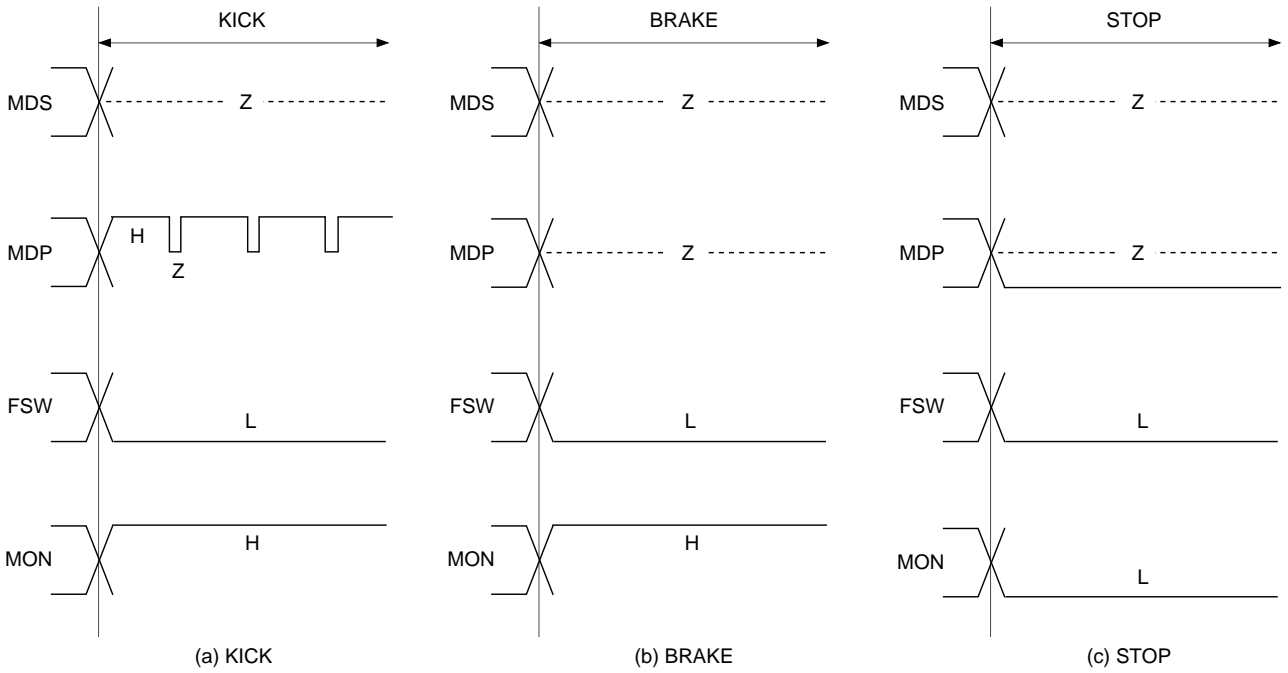 KICK
MDS
Z
MDP
H
Z
FSW
L
MON
H
(a) KICK
BRAKE
MDS
Z
MDP
Z
FSW
L
MON
H
(b) BRAKE
STOP
MDS
Z
MDP
Z
FSW
L
MON
L
(c) STOP